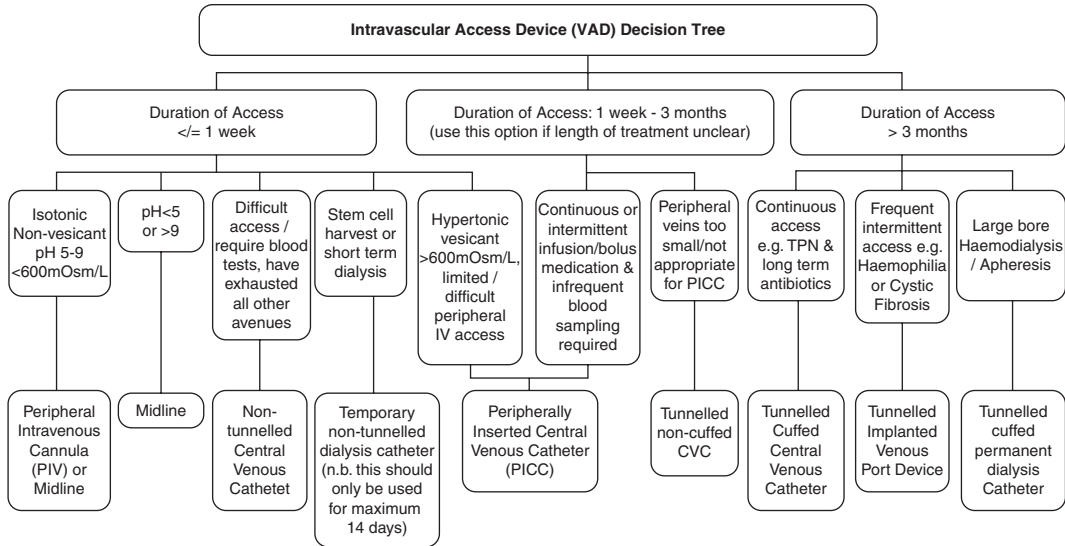 Intravascular Access Device (VAD) Decision Tree
Duration of Access
</= 1 week
Duration of Access: 1 week - 3 months
(use this option if length of treatment unclear)
Duration of Access
> 3 months
Isotonic
Non-vesicant
pH 5-9
<600mOsm/L
pH<5
or >9
Difficult
access /
require blood
tests, have
exhausted
all other
avenues
Stem cell
harvest or
short term
dialysis
Hypertonic
vesicant
>600mOsm/L,
limited /
difficult
peripheral
IV access
Continuous or
intermittent
infusion/bolus
medication &
infrequent
blood
sampling
required
Peripheral
veins too
small/not
appropriate
for PICC
Continuous
access
e.g. TPN &
long term
antibiotics
Frequent
intermittent
access e.g.
Haemophilia
or Cystic
Fibrosis
Large bore
Haemodialysis
/ Apheresis
Peripheral
Intravenous
Cannula
(PIV) or
Midline
Midline
Non-
tunnelled
Central
Venous
Cathetet
Temporary
non-tunnelled
dialysis catheter
(n.b. this should
only be used
for maximum
14 days)
Peripherally
Inserted Central
Venous Catheter
(PICC)
Tunnelled
non-cuffed
CVC
Tunnelled
Cuffed
Central
Venous
Catheter
Tunnelled
Implanted
Venous
Port Device
Tunnelled
cuffed
permanent
dialysis
Catheter